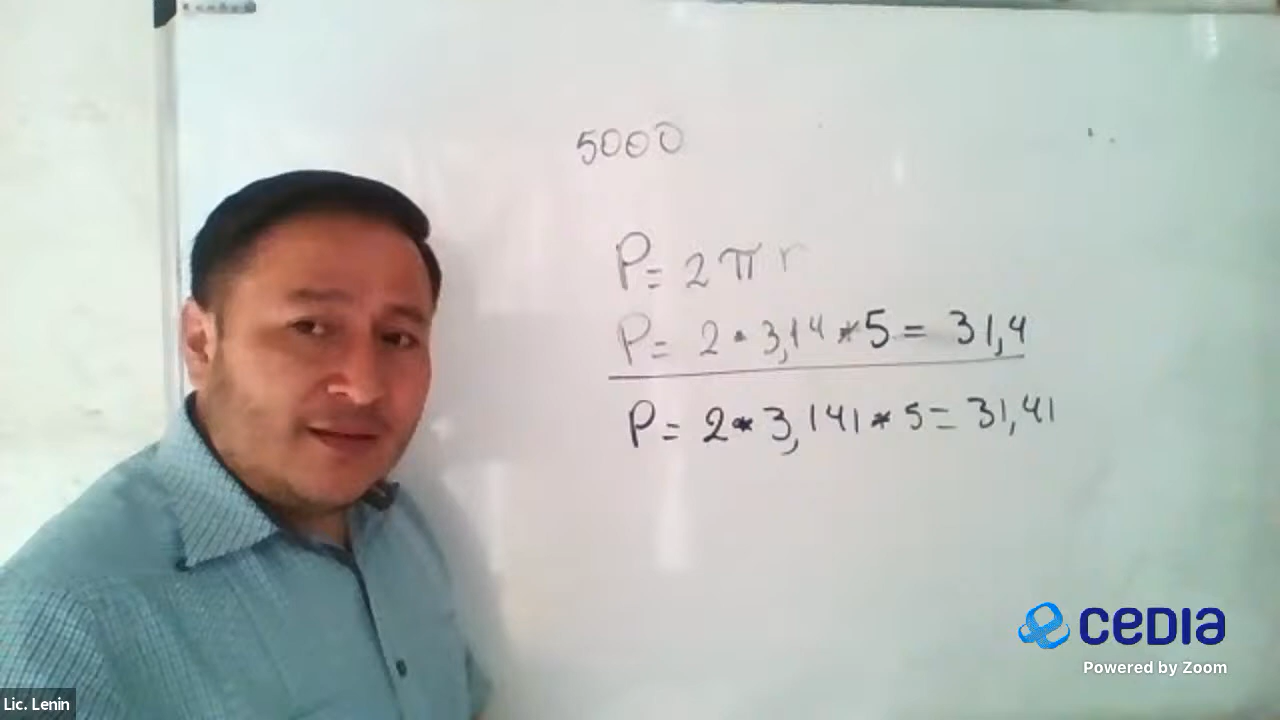 5000
P= 2 π r
P= 2 * 3,14 * 5 = 31,4
P= 2 * 3,141 * 5 = 31,41
cedia
Powered by Zoom
Lic. Lenin